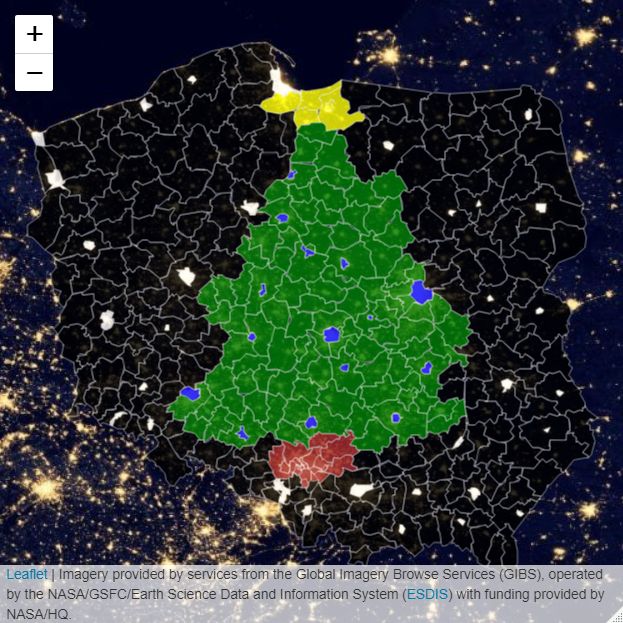 +
−
Leaflet | Imagery provided by services from the Global Imagery Browse Services (GIBS), operated
by the NASA/GSFC/Earth Science Data and Information System (ESDIS) with funding provided by
NASA/HQ.